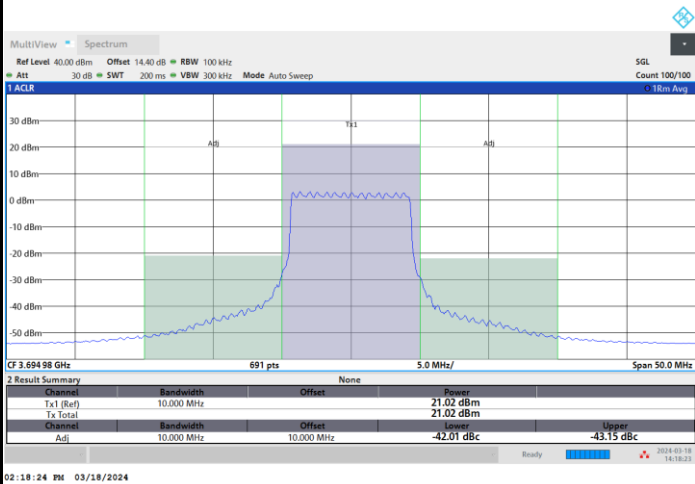 MultiView Spectrum
Ref Level 40.00 dBm Offset 14.40 dB RBW 100 kHz SGL
Att 30 dB SWT 200 ms VBW 300 kHz Mode Auto Sweep Count 100/100
1 ACLR 1Rm Avg
30 dBm
Tx1
20 dBm
Adj Adj
10 dBm
0 dBm
-10 dBm
-20 dBm
-30 dBm
-40 dBm
-50 dBm
CF 3.69498 GHz 691 pts 5.0 MHz/ Span 50.0 MHz
2 Result Summary None
Channel Bandwidth Offset Power
Tx1 (Ref) 10.000 MHz 21.02 dBm
Tx Total 21.02 dBm
Channel Bandwidth Offset Lower Upper
Adj 10.000 MHz 10.000 MHz -42.01 dBc -43.15 dBc
Ready 2024-03-18
14:18:23
02:18:24 PM 03/18/2024